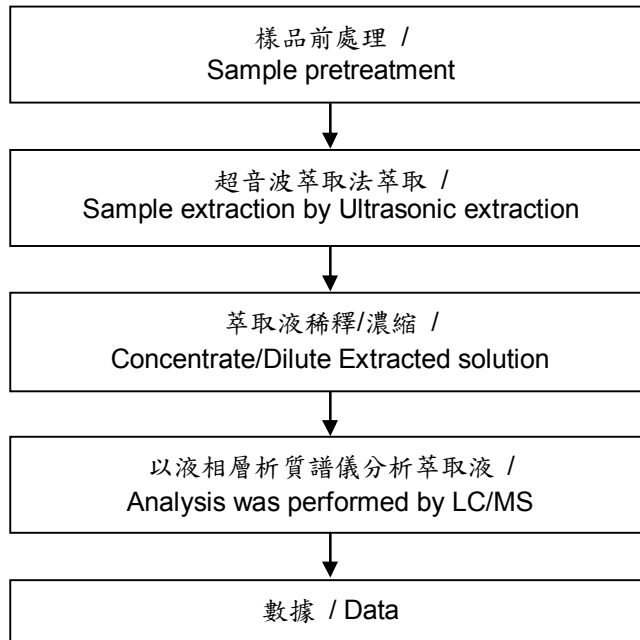 樣品前處理 /
Sample pretreatment
超音波萃取法萃取 /
Sample extraction by Ultrasonic extraction
萃取液稀釋/濃縮 /
Concentrate/Dilute Extracted solution
以液相層析質譜儀分析萃取液 /
Analysis was performed by LC/MS
數據 / Data